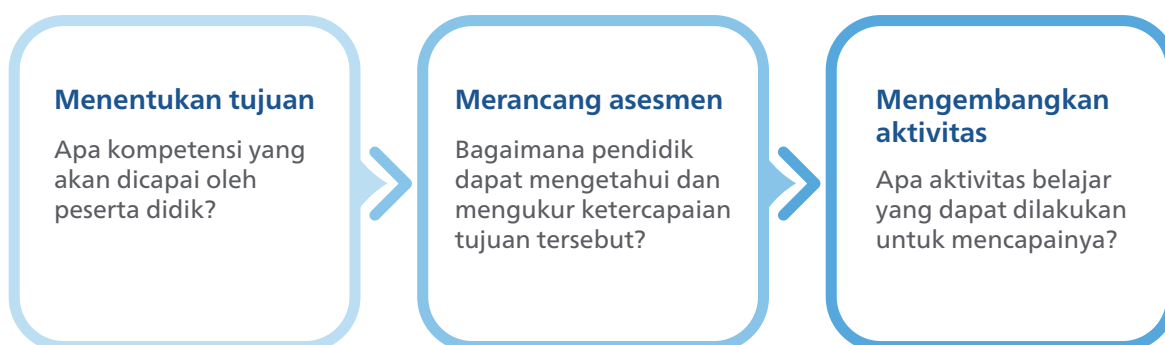 Menentukan tujuan
Apa kompetensi yang
akan dicapai oleh
peserta didik?
Merancang asesmen
Bagaimana pendidik
dapat mengetahui dan
mengukur ketercapaian
tujuan tersebut?
Mengembangkan
aktivitas
Apa aktivitas belajar
yang dapat dilakukan
untuk mencapainya?